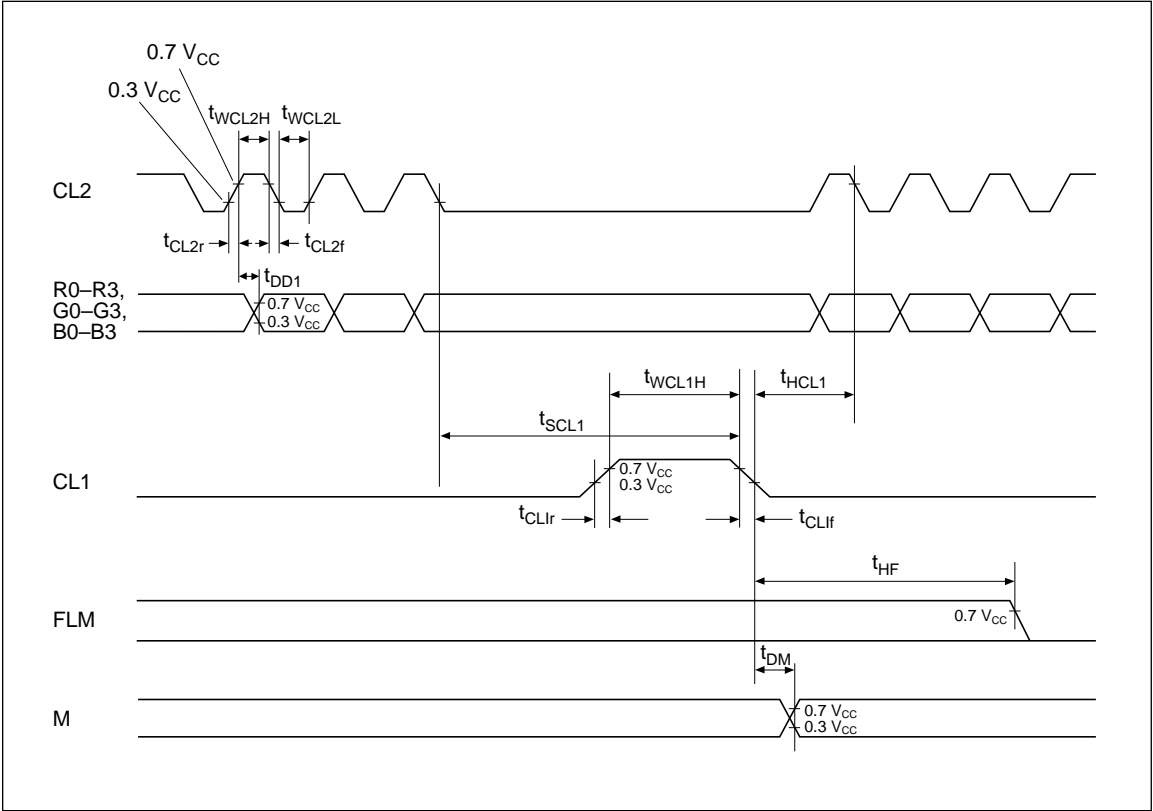 0.7 VCC
0.3 VCC
tWCL2H tWCL2L
CL2
tCL2r tCL2f
tDD1
R0–R3,
G0–G3,
B0–B3
0.7 VCC
0.3 VCC
tWCL1H tHCL1
tSCL1
CL1
0.7 VCC
0.3 VCC
tCLIr tCLIf
tHF
FLM
0.7 VCC
tDM
M
0.7 VCC
0.3 VCC